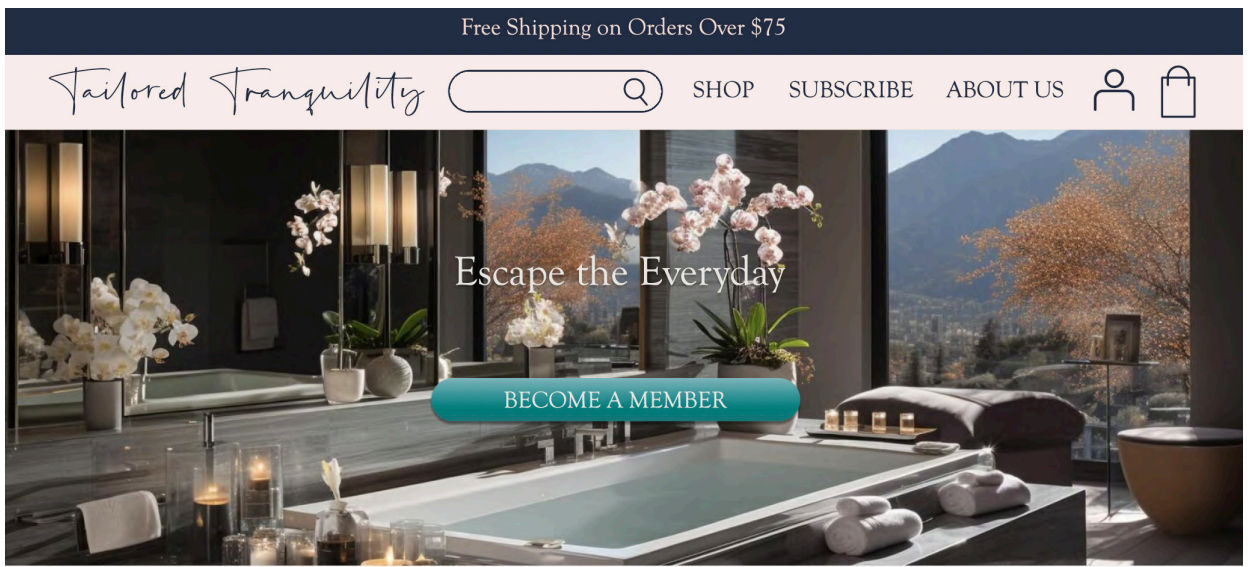 Free Shipping on Orders Over $75
Tailored Tranquility SHOP SUBSCRIBE ABOUT US
Escape the Everyday
BECOME A MEMBER